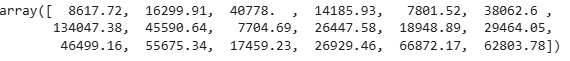 array([  8617.72,  16299.91,  40778.  ,  14185.93,   7801.52,  38062.6 ,
       134047.38,  45590.64,   7704.69,  26447.58,  18948.89,  29464.05,
        46499.16,  55675.34,  17459.23,  26929.46,  66872.17,  62803.78])